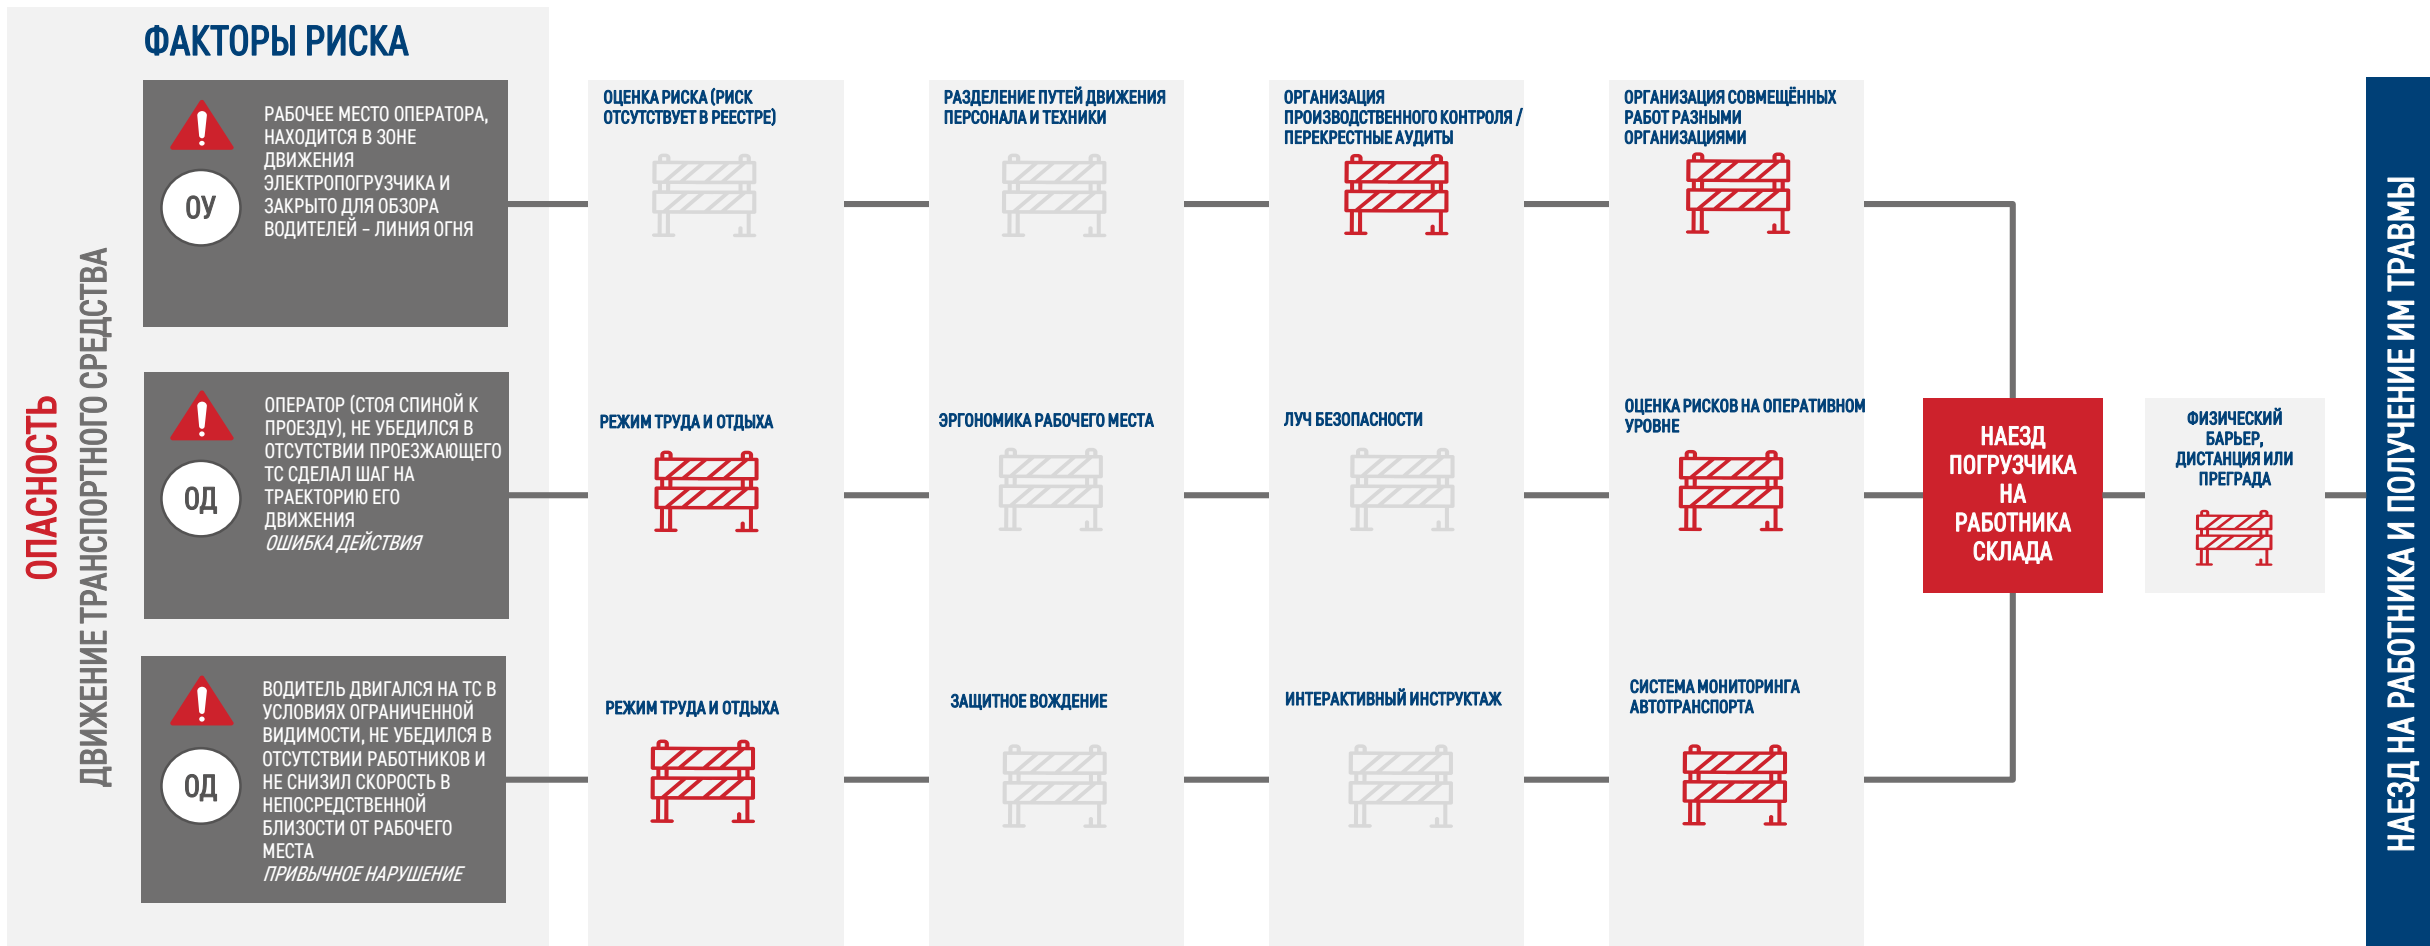 ФАКТОРЫ РИСКА
ОПАСНОСТЬ
ДВИЖЕНИЕ ТРАНСПОРТНОГО СРЕДСТВА
РАБОЧЕЕ МЕСТО ОПЕРАТОРА,
НАХОДИТСЯ В ЗОНЕ
ДВИЖЕНИЯ
ЭЛЕКТРОПОГРУЗЧИКА И
ЗАКРЫТО ДЛЯ ОБЗОРА
ВОДИТЕЛЕЙ – ЛИНИЯ ОГНЯ
ОУ
ОЦЕНКА РИСКА (РИСК
ОТСУТСТВУЕТ В РЕЕСТРЕ)
РАЗДЕЛЕНИЕ ПУТЕЙ ДВИЖЕНИЯ
ПЕРСОНАЛА И ТЕХНИКИ
ОРГАНИЗАЦИЯ
ПРОИЗВОДСТВЕННОГО КОНТРОЛЯ /
ПЕРЕКРЕСТНЫЕ АУДИТЫ
ОРГАНИЗАЦИЯ СОВМЕЩЁННЫХ
РАБОТ РАЗНЫМИ
ОРГАНИЗАЦИЯМИ
ОПЕРАТОР (СТОЯ СПИНОЙ К
ПРОЕЗДУ), НЕ УБЕДИЛСЯ В
ОТСУТСТВИИ ПРОЕЗЖАЮЩЕГО
ТС СДЕЛАЛ ШАГ НА
ТРАЕКТОРИЮ ЕГО
ДВИЖЕНИЯ
ОШИБКА ДЕЙСТВИЯ
ОД
РЕЖИМ ТРУДА И ОТДЫХА
ЭРГОНОМИКА РАБОЧЕГО МЕСТА
ЛУЧ БЕЗОПАСНОСТИ
ОЦЕНКА РИСКОВ НА ОПЕРАТИВНОМ
УРОВНЕ
ВОДИТЕЛЬ ДВИГАЛСЯ НА ТС В
УСЛОВИЯХ ОГРАНИЧЕННОЙ
ВИДИМОСТИ, НЕ УБЕДИЛСЯ В
ОТСУТСТВИИ РАБОТНИКОВ И
НЕ СНИЗИЛ СКОРОСТЬ В
НЕПОСРЕДСТВЕННОЙ
БЛИЗОСТИ ОТ РАБОЧЕГО
МЕСТА
ПРИВЫЧНОЕ НАРУШЕНИЕ
ОД
РЕЖИМ ТРУДА И ОТДЫХА
ЗАЩИТНОЕ ВОЖДЕНИЕ
ИНТЕРАКТИВНЫЙ ИНСТРУКТАЖ
СИСТЕМА МОНИТОРИНГА
АВТОТРАНСПОРТА
НАЕЗД
ПОГРУЗЧИКА
НА
РАБОТНИКА
СКЛАДА
ФИЗИЧЕСКИЙ
БАРЬЕР,
ДИСТАНЦИЯ ИЛИ
ПРЕГРАДА
НАЕЗД НА РАБОТНИКА И ПОЛУЧЕНИЕ ИМ ТРАВМЫ